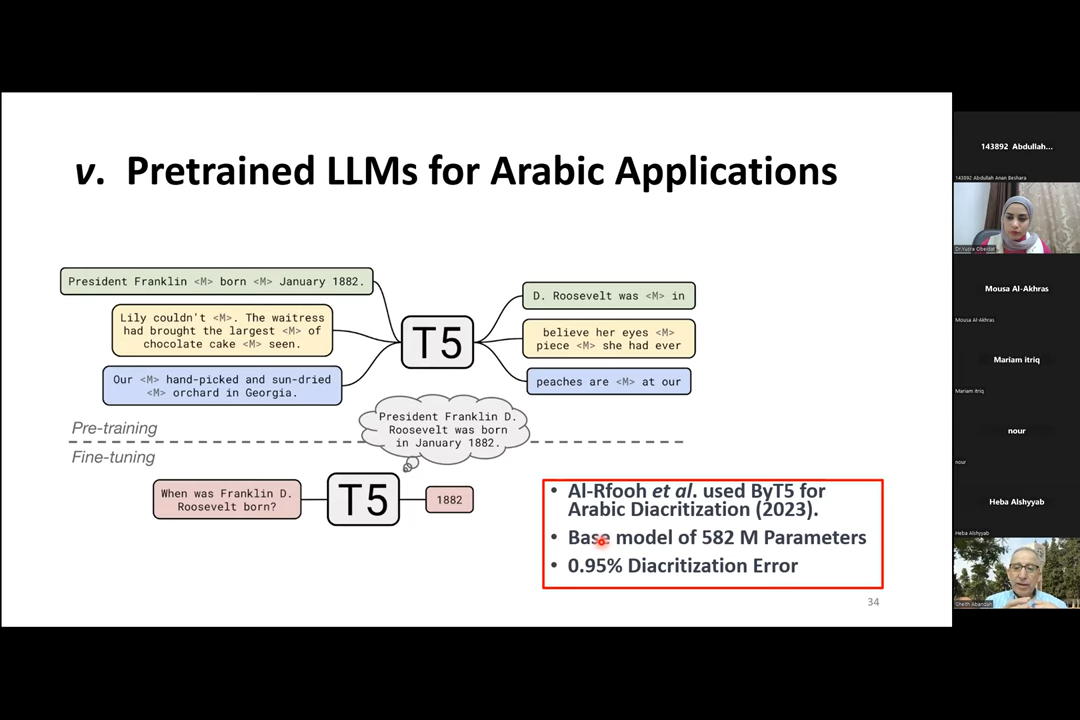 v. Pretrained LLMs for Arabic Applications
President Franklin <M> born <M> January 1882.
Lily couldn't <M>. The waitress
had brought the largest <M> of
chocolate cake <M> seen.
Our <M> hand-picked and sun-dried
<M> orchard in Georgia.
T5
D. Roosevelt was <M> in
believe her eyes <M>
piece <M> she had ever
peaches are <M> at our
Pre-training
Fine-tuning
President Franklin D.
Roosevelt was born
in January 1882.
When was Franklin D.
Roosevelt born?
T5
1882
• Al-Rfooh et al. used ByT5 for
Arabic Diacritization (2023).
• Base model of 582 M Parameters
• 0.95% Diacritization Error
34
143892 Abdullah...
143892 Abdullah Anan Beshara
Dr.Yusra Obeidat
Mousa Al-Akhras
Mousa Al-Akhras
Mariam itriq
Mariam itriq
nour
nour
Heba Alshyyab
Heba Alshyyab
Gheith Abandah